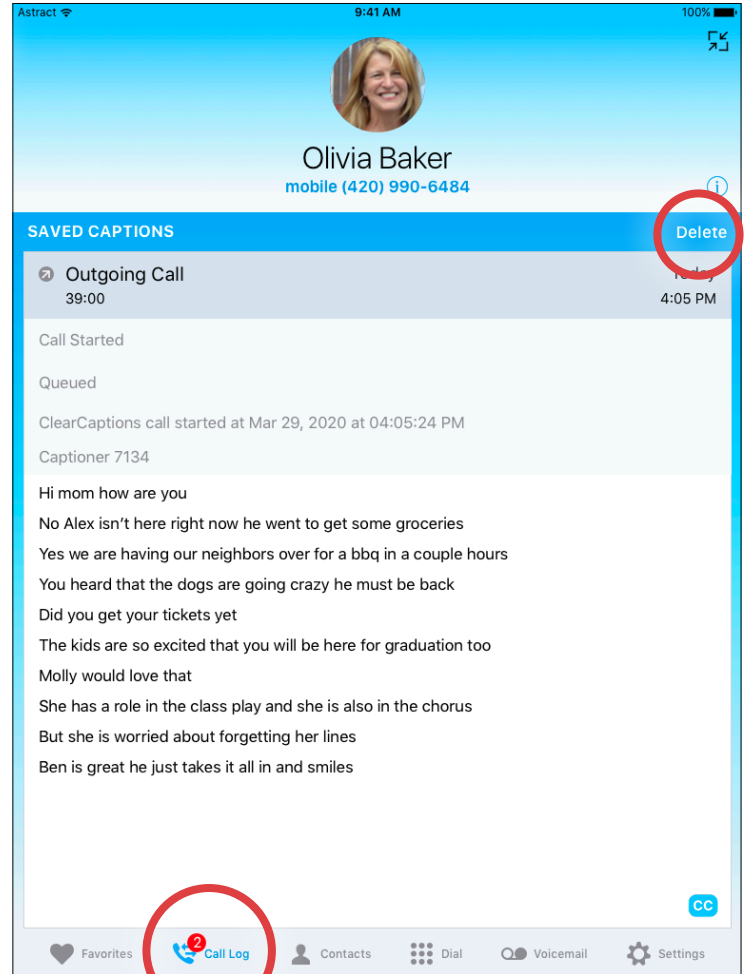 Astract 9:41 AM 100%
Olivia Baker
mobile (420) 990-6484
SAVED CAPTIONS Delete
Outgoing Call Today
39:00 4:05 PM
Call Started
Queued
ClearCaptions call started at Mar 29, 2020 at 04:05:24 PM
Captioner 7134
Hi mom how are you
No Alex isn’t here right now he went to get some groceries
Yes we are having our neighbors over for a bbq in a couple hours
You heard that the dogs are going crazy he must be back
Did you get your tickets yet
The kids are so excited that you will be here for graduation too
Molly would love that
She has a role in the class play and she is also in the chorus
But she is worried about forgetting her lines
Ben is great he just takes it all in and smiles
CC
Favorites 2 Call Log Contacts Dial Voicemail Settings